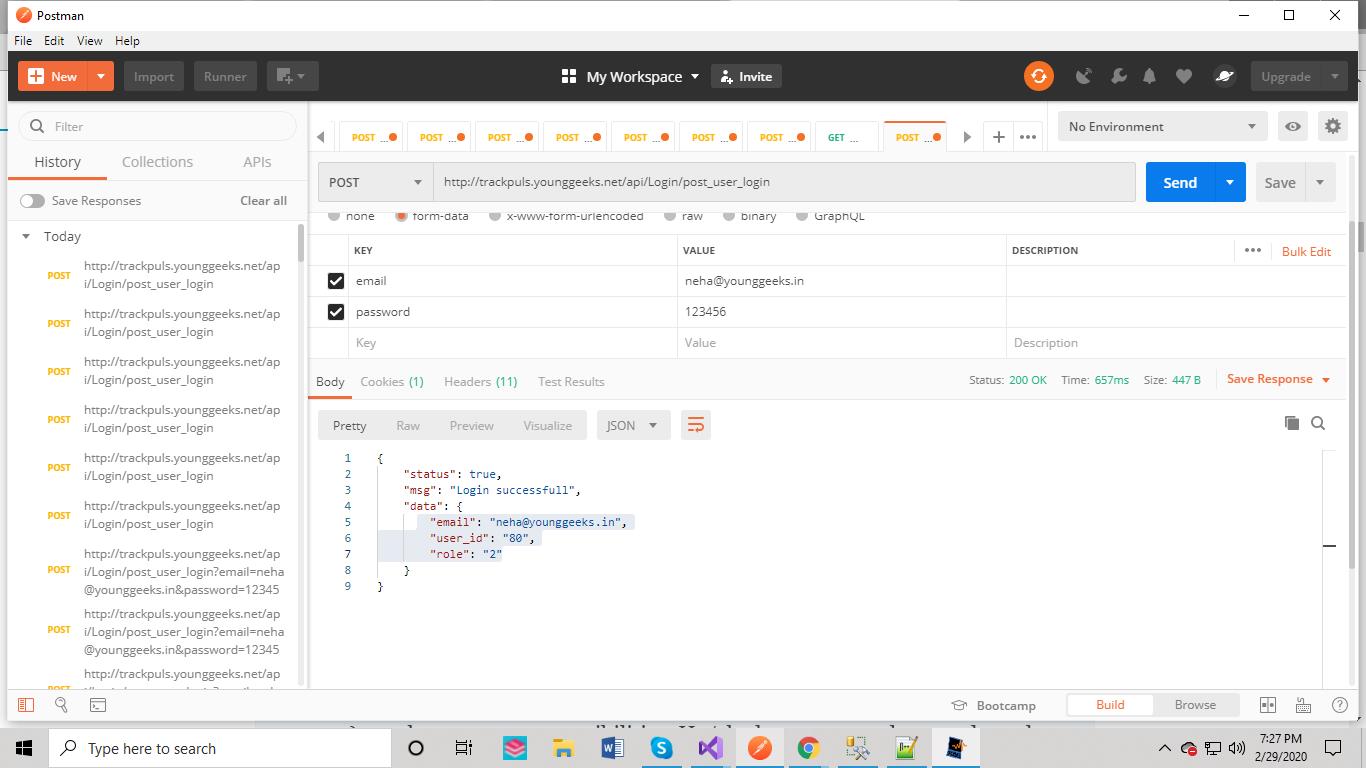 Postman
File Edit View Help
New Import Runner My Workspace Invite Upgrade
Filter
History Collections APIs
Save Responses Clear all
Today
POST http://trackpuls.younggeeks.net/ap
i/Login/post_user_login
POST http://trackpuls.younggeeks.net/ap
i/Login/post_user_login
POST http://trackpuls.younggeeks.net/ap
i/Login/post_user_login
POST http://trackpuls.younggeeks.net/ap
i/Login/post_user_login
POST http://trackpuls.younggeeks.net/ap
i/Login/post_user_login
POST http://trackpuls.younggeeks.net/ap
i/Login/post_user_login
POST http://trackpuls.younggeeks.net/ap
i/Login/post_user_login?email=neha
@younggeeks.in&password=12345
POST http://trackpuls.younggeeks.net/ap
i/Login/post_user_login?email=neha
@younggeeks.in&password=12345
http://trackpuls.younggeeks.net/ap
POST ... POST ... POST ... POST ... POST ... POST ... POST ... GET ... POST ...
No Environment
POST http://trackpuls.younggeeks.net/api/Login/post_user_login Send Save
none form-data x-www-form-urlencoded raw binary GraphQL
KEY VALUE DESCRIPTION Bulk Edit
email neha@younggeeks.in
password 123456
Key Value Description
Body Cookies (1) Headers (11) Test Results Status: 200 OK Time: 657ms Size: 447 B Save Response
Pretty Raw Preview Visualize JSON
1 {
2 "status": true,
3 "msg": "Login successfull",
4 "data": {
5 "email": "neha@younggeeks.in",
6 "user_id": "80",
7 "role": "2"
8 }
9 }
Bootcamp Build Browse
Type here to search
7:27 PM
2/29/2020